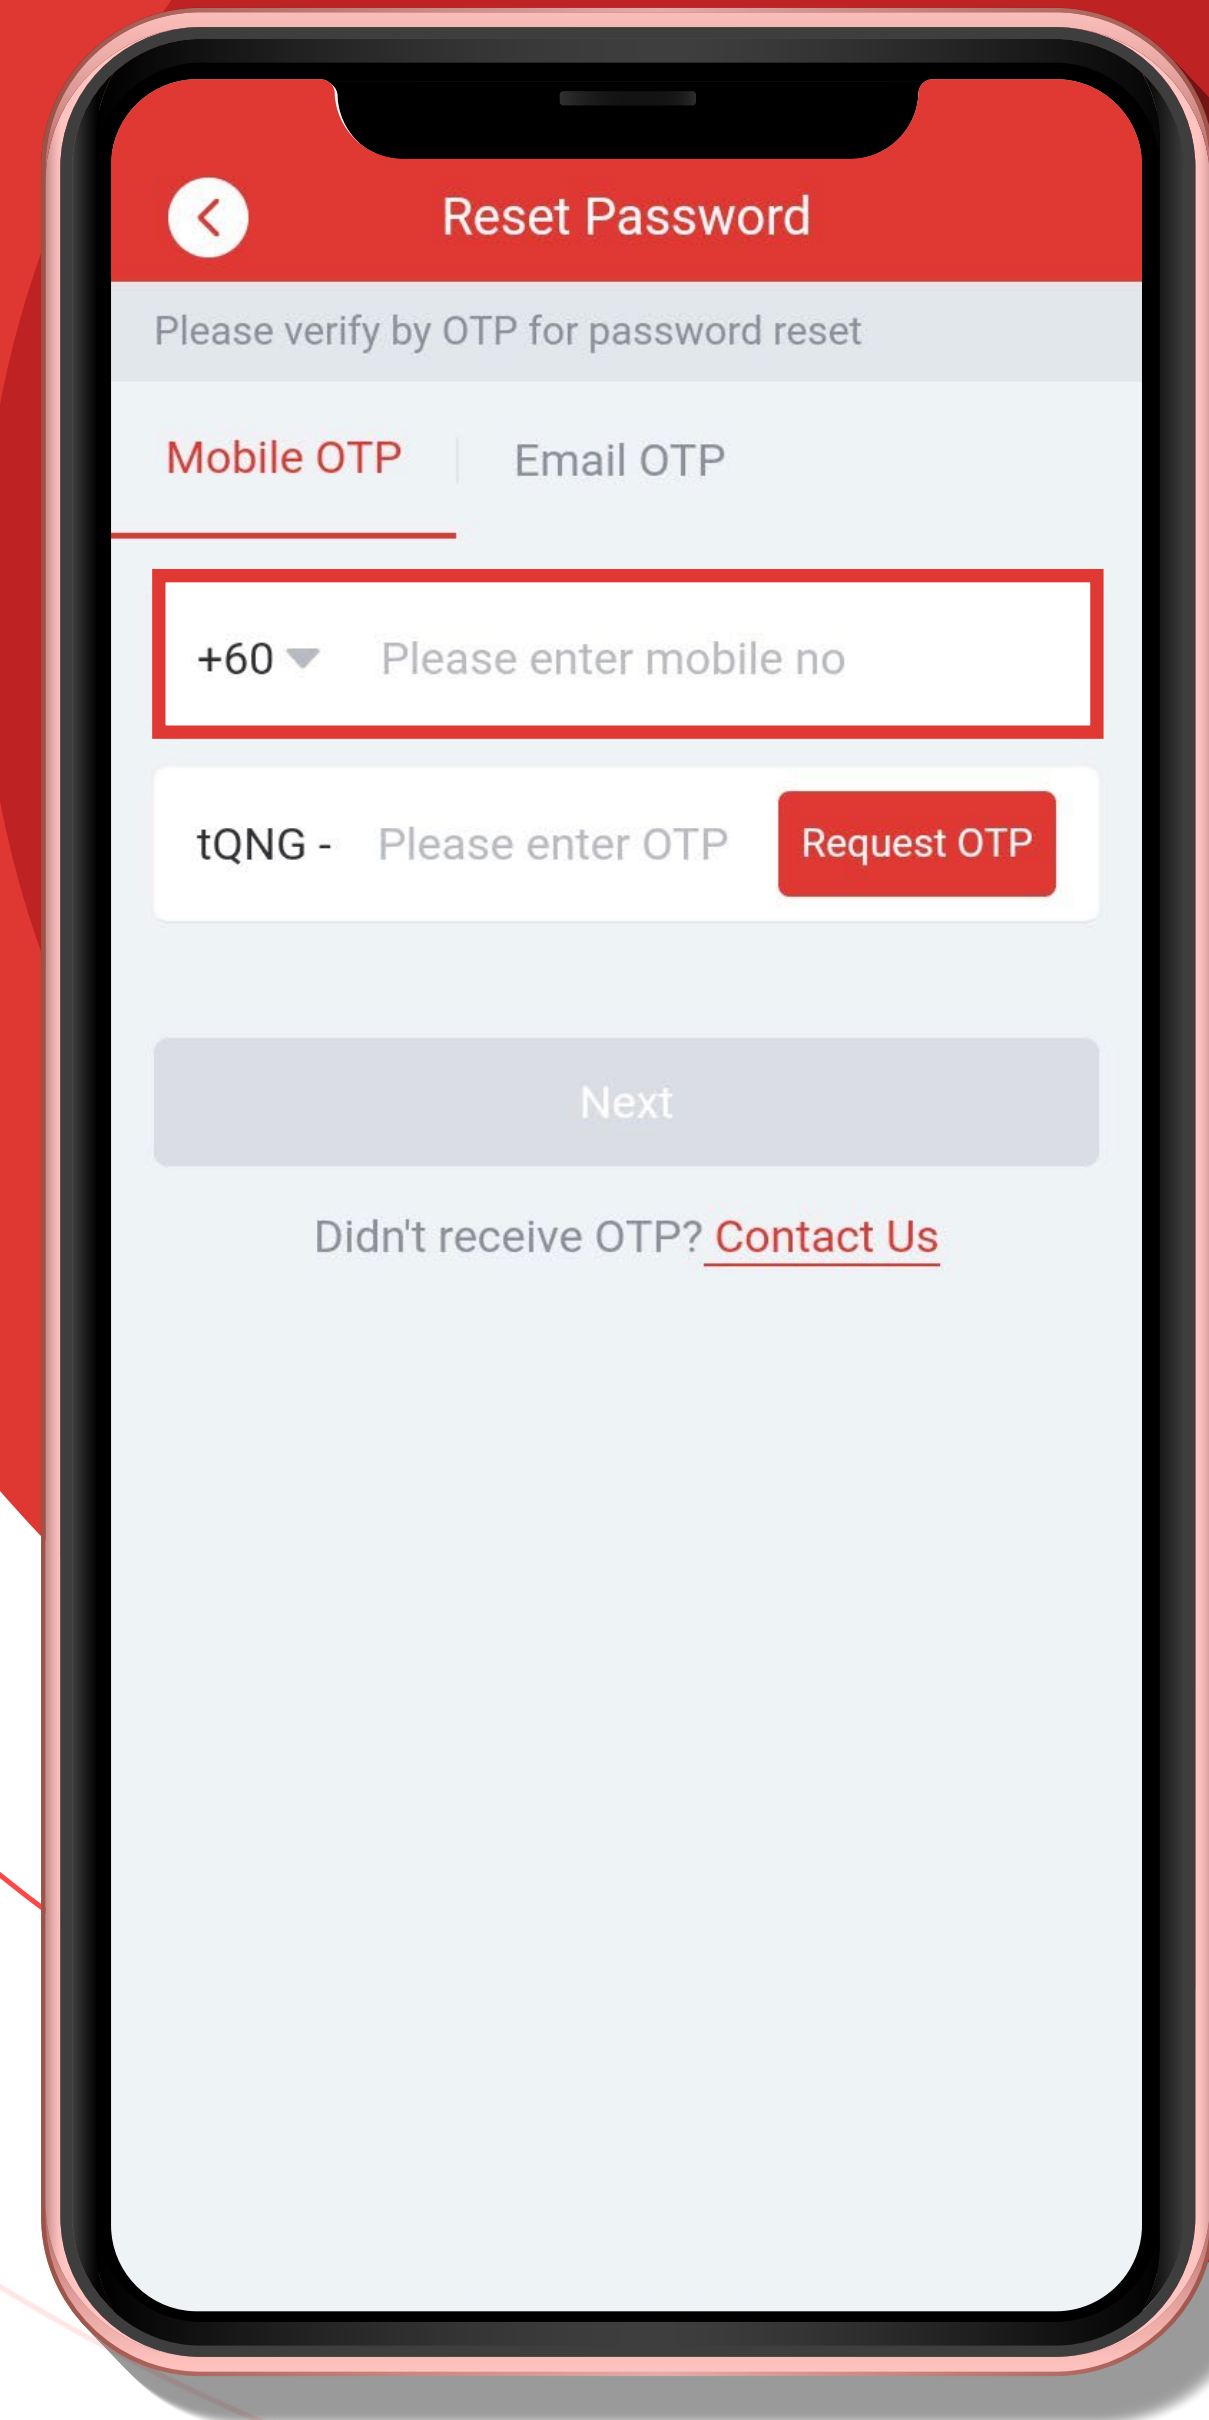 Reset Password
Please verify by OTP for password reset
Mobile OTP
Email OTP
+60 Please enter mobile no
tQNG - Please enter OTP Request OTP
Next
Didn't receive OTP? Contact Us